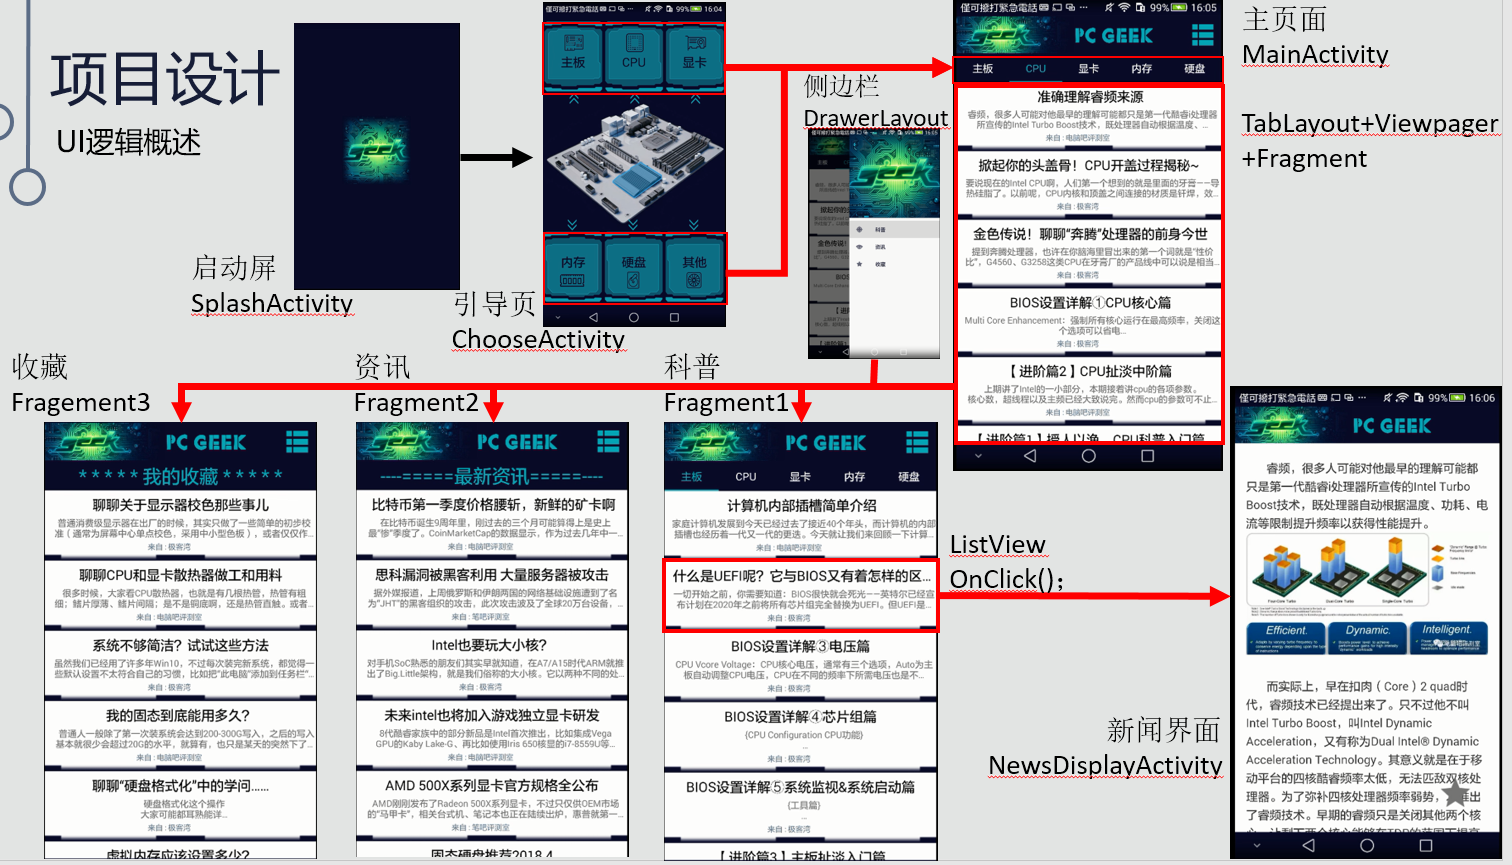 项目设计
UI逻辑概述
启动屏
SplashActivity
僅可撥打緊急電話
99%
16:04
主板
CPU
显卡
内存
硬盘
其他
引导页
ChooseActivity
侧边栏
DrawerLayout
科普
资讯
收藏
僅可撥打緊急電話
99%
16:05
PC GEEK
主板
CPU
显卡
内存
硬盘
准确理解睿频来源
睿频，很多人可能对他最早的理解可能都只是第一代酷睿i处理器
所宣传的Intel Turbo Boost技术，既处理器自动根据温度、...
来自：电脑吧评测室
掀起你的头盖骨！CPU开盖过程揭秘~
要说现在的Intel CPU啊，人们第一个想到的就是里面的牙膏——导
热硅脂了。以前呢，CPU内核和顶盖之间连接的材质是钎焊，效...
来自：极客湾
金色传说！聊聊“奔腾”处理器的前身今世
提到奔腾处理器，也许在你脑海里冒出来的第一个词就是“性价
比”，G4560、G3258这类CPU在牙膏厂的产品线中可以说是相当...
来自：极客湾
BIOS设置详解①CPU核心篇
Multi Core Enhancement：强制所有核心运行在最高频率，关闭这
个选项可以省电...
来自：极客湾
【进阶篇2】CPU扯淡中阶篇
上期讲了Intel的一小部分，本期接着讲cpu的各项参数。
核心数，超线程以及主频已经大致说完。然而cpu的参数可不止...
来自：电脑吧评测室
【进阶篇1】授人以渔，CPU科普入门篇
主页面
MainActivity
TabLayout+Viewpager
+Fragment
收藏
Fragement3
资讯
Fragment2
科普
Fragment1
PC GEEK
*****我的收藏*****
聊聊关于显示器校色那些事儿
普通消费级显示器在出厂的时候，其实只做了一些简单的初步校
准（通常为屏幕中心单点校色，采用中小型色板），或者仅仅作...
来自：极客湾
聊聊CPU和显卡散热器做工和用料
很多时候，大家看CPU散热器，也就是有几根热管，热管有粗
细；鳍片厚薄、鳍片间隔；是不是铜底啊，还是热管直触。或者...
来自：极客湾
系统不够简洁？试试这些方法
虽然我们已经用了许多年Win10，不过每次装完新系统，都觉得一
些默认设置不太符合自己的习惯，比如把“此电脑”添加到任务栏”...
来自：极客湾
我的固态到底能用多久？
普通人一般除了第一次装系统会达到200-300G写入，之后的写入
基本就很少会超过20G的水平，就算有，也只是某天的突然下了...
来自：电脑吧评测室
聊聊“硬盘格式化”中的学问......
硬盘格式化这个操作
大家可能都耳熟能详...
来自：极客湾
虚拟内存应该设置多少？
PC GEEK
----=====最新资讯=====----
比特币第一季度价格腰斩，新鲜的矿卡啊
在比特币诞生9周年里，刚过去的三个月可能算得上是史上
最“惨”季度了。CoinMarketCap的数据显示，作为过去几年中一...
来自：笔吧评测室
思科漏洞被黑客利用 大量服务器被攻击
据外媒报道，上周俄罗斯和伊朗两国的网络基础设施遭到了名
为“JHT”的黑客组织的攻击，此次攻击波及了全球20万台设备，...
来自：极客湾
Intel也要玩大小核？
对手机SoC熟悉的朋友们其实早就知道，在A7/A15时代ARM就推
出了Big.Little架构，就是我们俗称的大小核。它以两种不同的处...
来自：极客湾
未来intel也将加入游戏独立显卡研发
8代酷睿家族中的部分新品是Intel首次推出，比如集成Vega
GPU的Kaby Lake-G、再比如使用Iris 650核显的i7-8559U等...
来自：电脑吧评测室
AMD 500X系列显卡官方规格全公布
AMD刚刚发布了Radeon 500X系列显卡，不过只仅供OEM市场
的“马甲卡”，相关台式机、笔记本也正在陆续出炉，惠普就第一...
来自：笔吧评测室
固态硬盘推荐2018.4
PC GEEK
主板
CPU
显卡
内存
硬盘
计算机内部插槽简单介绍
家庭计算机发展到今天已经过去了接近40个年头，而计算机的内部
插槽也经历着一代又一代的更迭。今天就让我们来回顾一下计算...
来自：电脑吧评测室
什么是UEFI呢？它与BIOS又有着怎样的区...
一切开始之前，你需要知道：BIOS很快就会死光——英特尔已经宣
布计划在2020年之前将所有芯片组完全替换为UEFI。但UEFI是...
来自：极客湾
BIOS设置详解③电压篇
CPU Vcore Voltage：CPU核心电压，通常有三个选项，Auto为主
板自动调整CPU电压，CPU在不同的频率下所需电压也是不...
来自：极客湾
BIOS设置详解④芯片组篇
{CPU Configuration CPU功能}
...
来自：极客湾
BIOS设置详解⑤系统监视&系统启动篇
{工具篇}
...
来自：极客湾
【进阶篇3】主板扯淡入门篇
ListView
OnClick()；
新闻界面
NewsDisplayActivity
僅可撥打緊急電話
99%
16:06
PC GEEK
睿频，很多人可能对他最早的理解可能都
只是第一代酷睿i处理器所宣传的Intel Turbo
Boost技术，既处理器自动根据温度、功耗、电
流等限制提升频率以获得性能提升。
Efficient.
Dynamic.
Intelligent.
而实际上，早在扣肉（Core）2 quad时
代，睿频技术已经提出来了。只不过他不叫
Intel Turbo Boost，叫Intel Dynamic
Acceleration，又有称为Dual Intel® Dynamic
Acceleration Technology。其意义就是在于移
动平台的四核酷睿频率太低，无法匹敌双核处
理器。为了弥补四核处理器频率弱势，推出
了睿频技术。早期的睿频只是关闭其他两个核